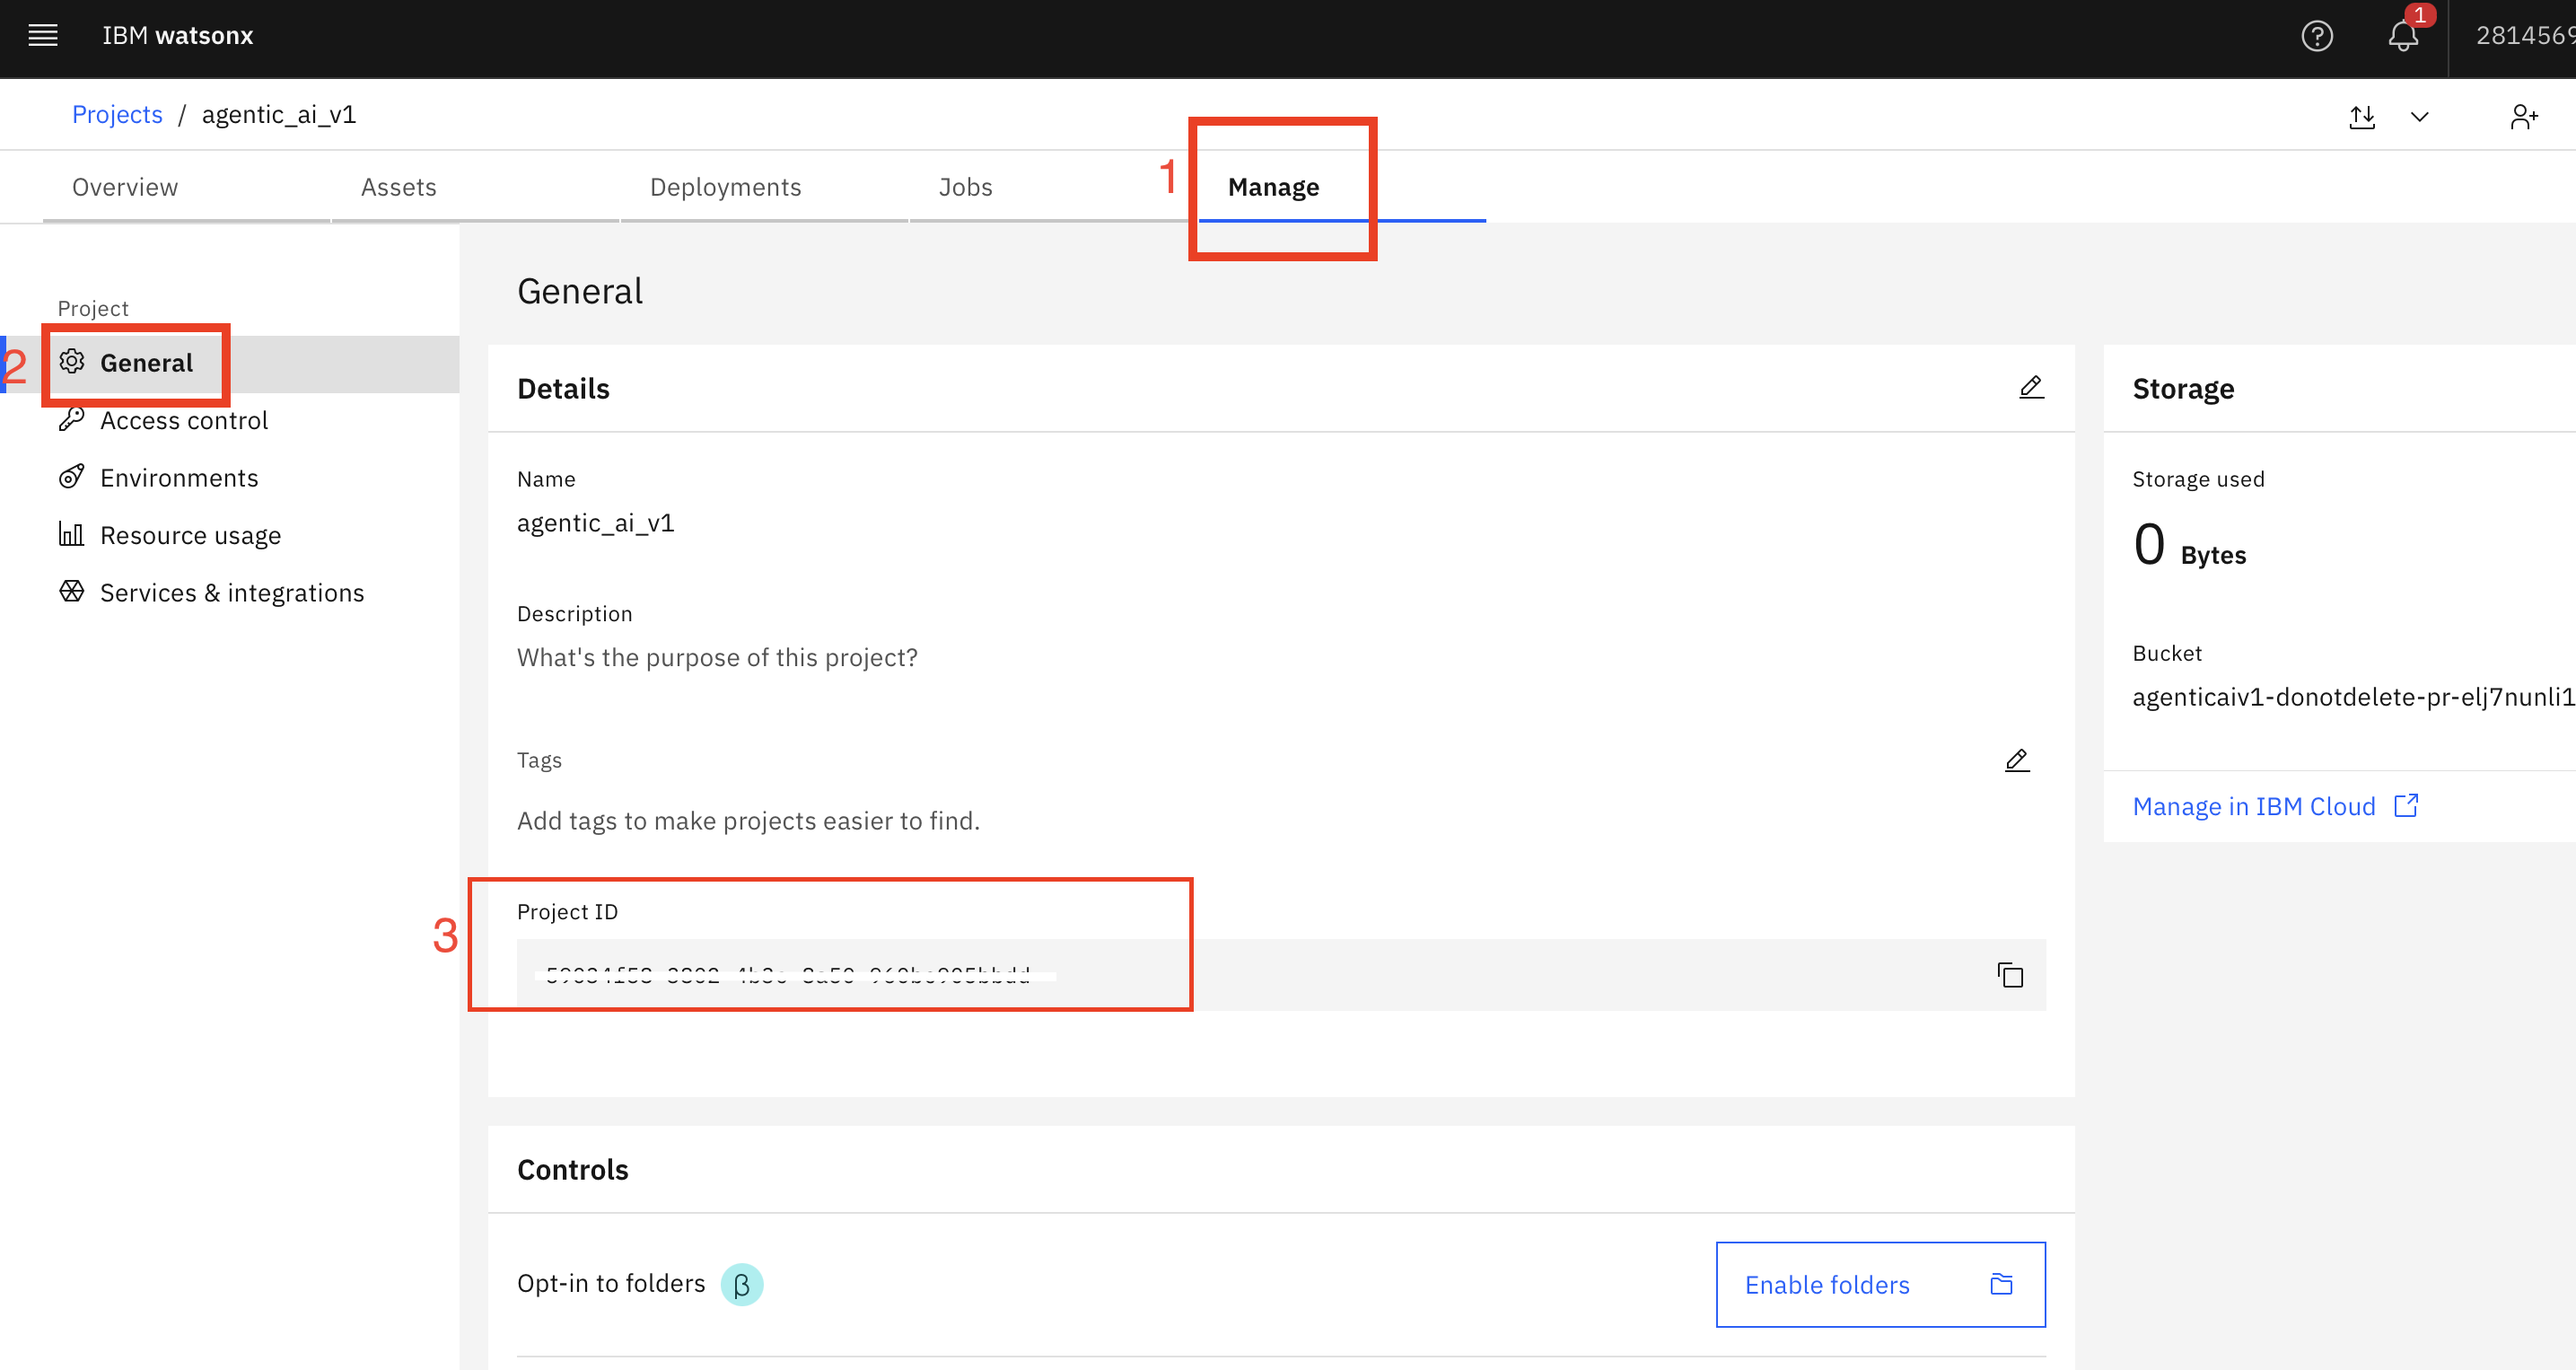 IBM watsonx
1
2814569
Projects / agentic_ai_v1
Overview
Assets
Deployments
Jobs
1
Manage
General
Project
2
General
Access control
Environments
Resource usage
Services & integrations
Details
Name
agentic_ai_v1
Description
What's the purpose of this project?
Tags
Add tags to make projects easier to find.
3
Project ID
Storage
Storage used
0 Bytes
Bucket
agenticaiv1-donotdelete-pr-elj7nunli1
Manage in IBM Cloud
Controls
Opt-in to folders β
Enable folders